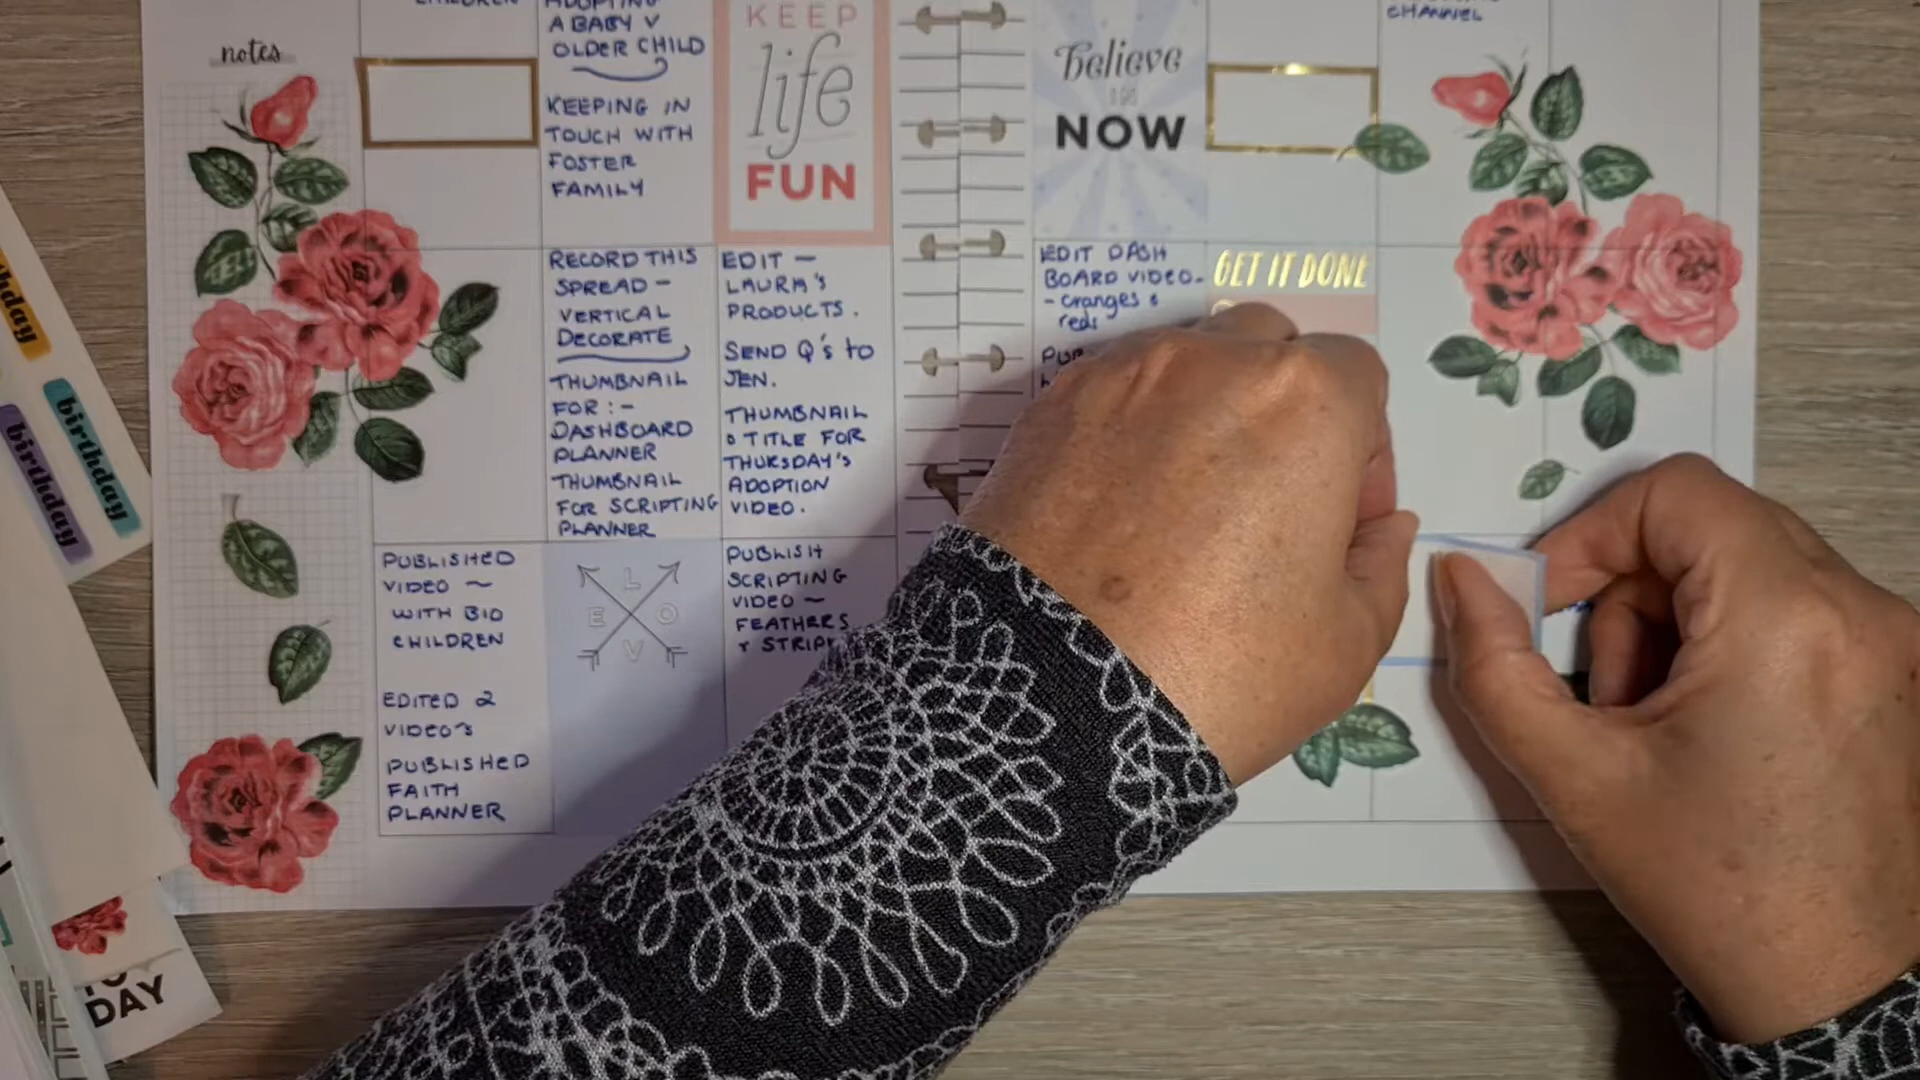 notes
CHILDREN
ADOPTING
A BABY V
OLDER CHILD
KEEPING IN
TOUCH WITH
FOSTER
FAMILY
KEEP
life
FUN
RECORD THIS
SPREAD -
VERTICAL
DECORATE
THUMBNAIL
FOR :-
DASHBOARD
PLANNER
THUMBNAIL
FOR SCRIPTING
PLANNER
EDIT -
LAURA'S
PRODUCTS.
SEND Q'S TO
JEN.
THUMBNAIL
& TITLE FOR
THURSDAY'S
ADOPTION
VIDEO.
PUBLISHED
VIDEO ~
WITH BIO
CHILDREN
EDITED 2
VIDEO'S
PUBLISHED
FAITH
PLANNER
L
E O
V
PUBLISH
SCRIPTING
VIDEO ~
FEATHERS
believe
IN
NOW
EDIT DASH
BOARD VIDEO -
- Oranges &
reds
GET IT DONE
CHANNEL
birthday
birthday
DAY